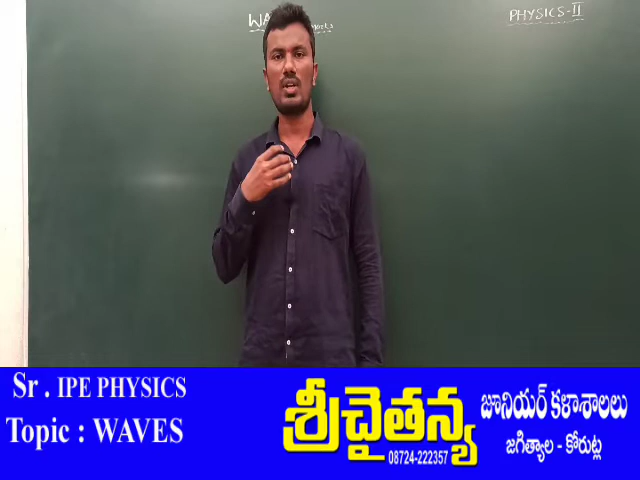 PHYSICS-II
Sr . IPE PHYSICS
Topic : WAVES
శ్రీచైతన్య
08724-222357
జూనియర్ కళాశాలలు
జగిత్యాల - కోరుట్ల